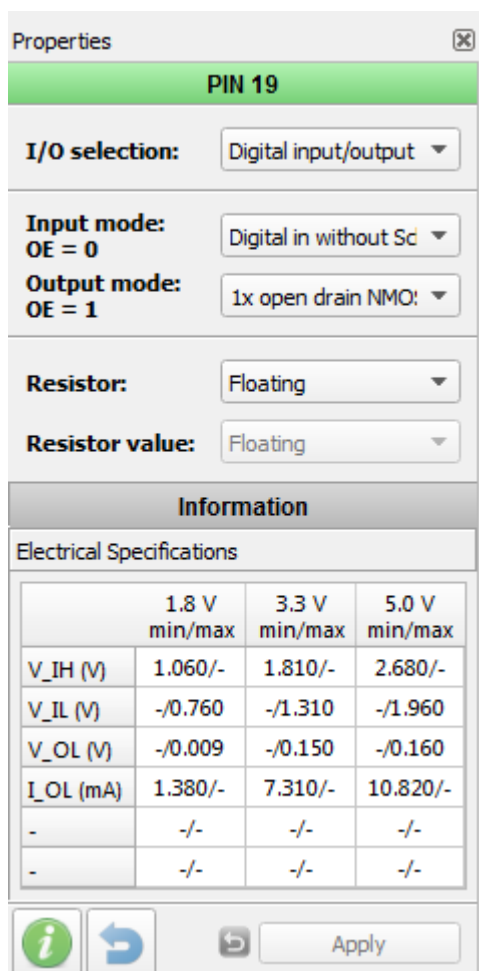 Properties
PIN 19
I/O selection: Digital input/output
Input mode:
OE = 0
Digital in without Sc
Output mode:
OE = 1
1x open drain NMO
Resistor: Floating
Resistor value: Floating
Information
Electrical Specifications
1.8 V 3.3 V 5.0 V
min/max min/max min/max
V_IH (V) 1.060/- 1.810/- 2.680/-
V_IL (V) -/0.760 -/1.310 -/1.960
V_OL (V) -/0.009 -/0.150 -/0.160
I_OL (mA) 1.380/- 7.310/- 10.820/-
- -/- -/- -/-
- -/- -/- -/-
i
Apply